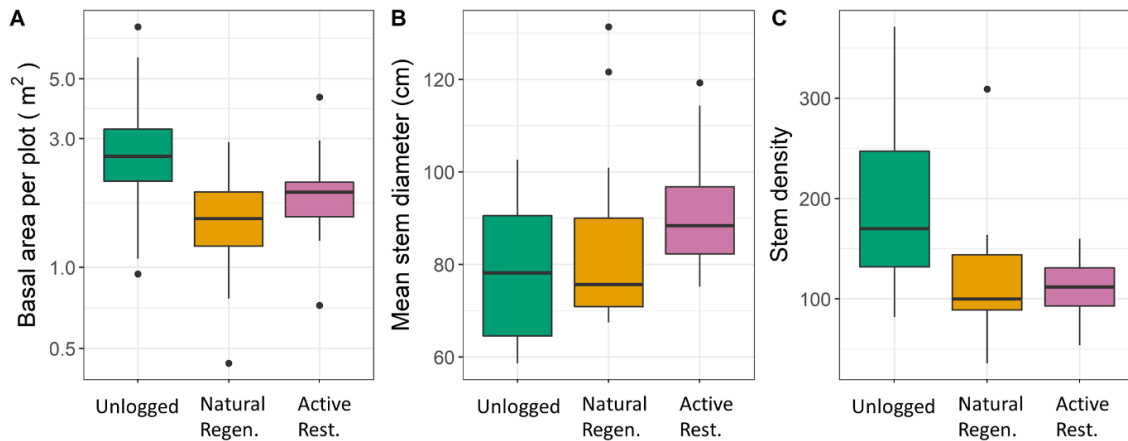 A
Basal area per plot ( m²)
5.0
3.0
1.0
0.5
Unlogged
Natural
Regen.
Active
Rest.
B
Mean stem diameter (cm)
120
100
80
60
Unlogged
Natural
Regen.
Active
Rest.
C
Stem density
300
200
100
Unlogged
Natural
Regen.
Active
Rest.